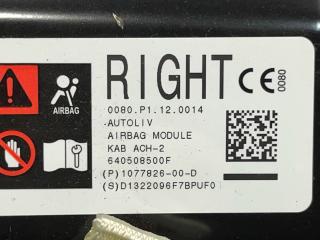 RIGHT CE 0080
AIRBAG
0080.P1.12.0014
AUTOLIV
AIRBAG MODULE
KAB ACH-2
640508500F
(P)1077826-00-D
(S)D1322096F7BPUF0